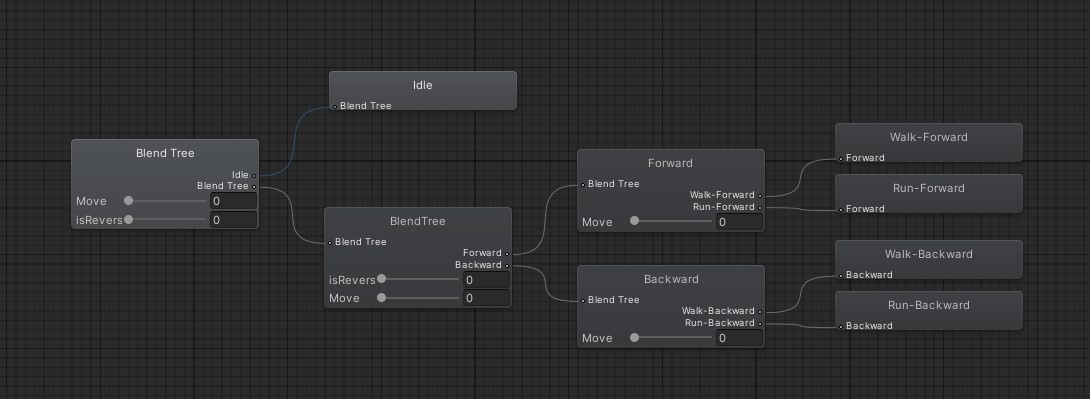 Idle
Blend Tree
Blend Tree
Idle
Blend Tree
Move 0
isRevers 0
BlendTree
Blend Tree
Forward
Backward
isRevers 0
Move 0
Forward
Blend Tree
Walk-Forward
Run-Forward
Move 0
Backward
Blend Tree
Walk-Backward
Run-Backward
Move 0
Walk-Forward
Forward
Run-Forward
Forward
Walk-Backward
Backward
Run-Backward
Backward